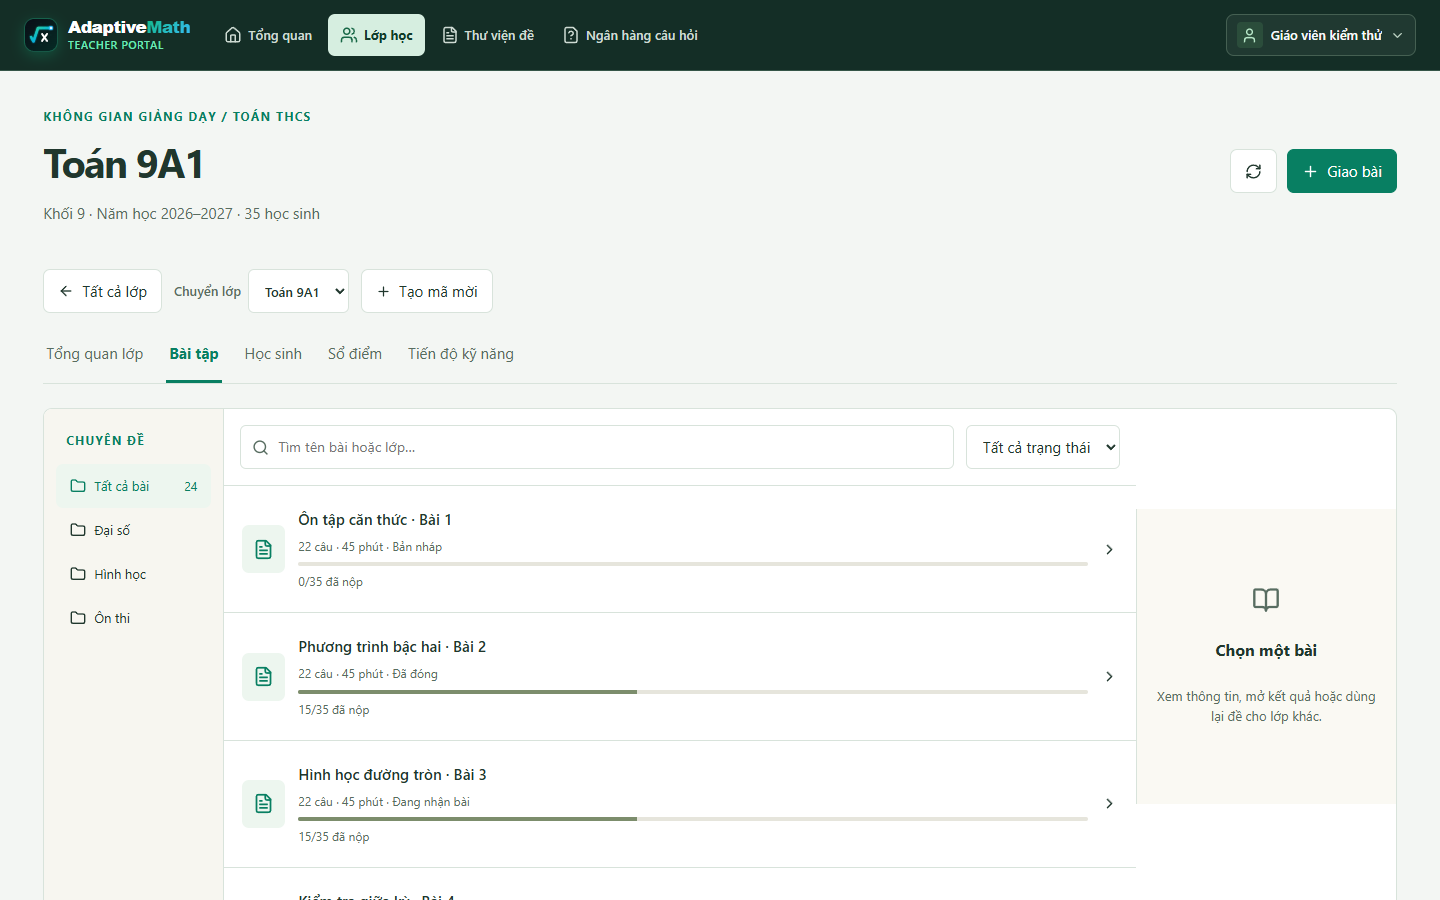 AdaptiveMath
TEACHER PORTAL
Tổng quan
Lớp học
Thư viện đề
Ngân hàng câu hỏi
Giáo viên kiểm thử
KHÔNG GIAN GIẢNG DẠY / TOÁN THCS
Toán 9A1
Khối 9 · Năm học 2026–2027 · 35 học sinh
Giao bài
Tất cả lớp
Chuyển lớp
Toán 9A1
Tạo mã mời
Tổng quan lớp
Bài tập
Học sinh
Sổ điểm
Tiến độ kỹ năng
CHUYÊN ĐỀ
Tất cả bài 24
Đại số
Hình học
Ôn thi
Tìm tên bài hoặc lớp...
Tất cả trạng thái
Ôn tập căn thức · Bài 1
22 câu · 45 phút · Bản nháp
0/35 đã nộp
Phương trình bậc hai · Bài 2
22 câu · 45 phút · Đã đóng
15/35 đã nộp
Hình học đường tròn · Bài 3
22 câu · 45 phút · Đang nhận bài
15/35 đã nộp
Chọn một bài
Xem thông tin, mở kết quả hoặc dùng
lại đề cho lớp khác.